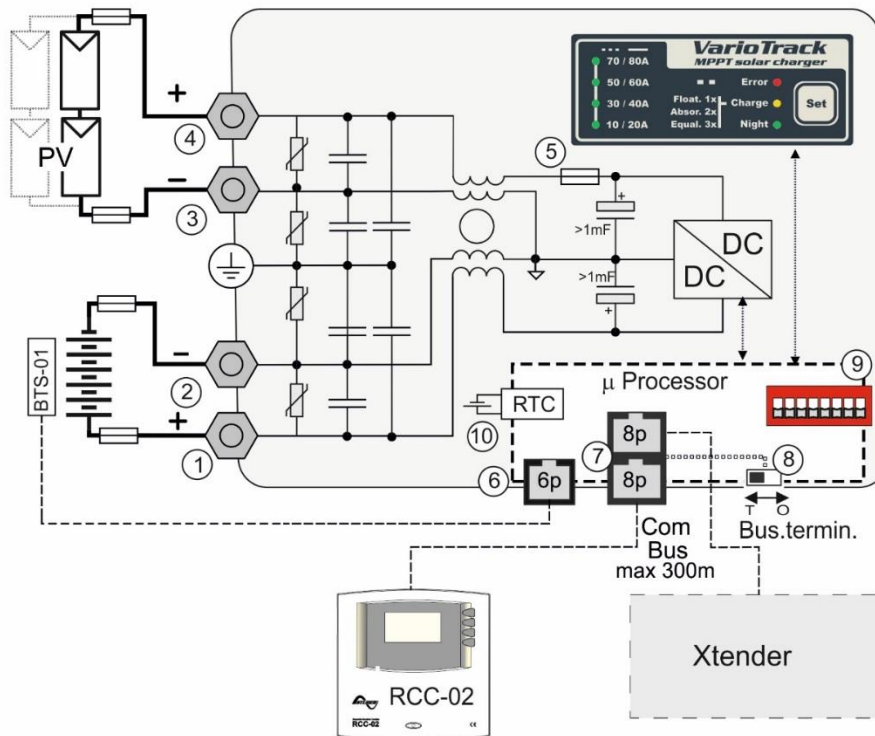 VarioTrack
MPPT solar charger
70 / 80A
50 / 60A
30 / 40A
10 / 20A
Float. 1x
Absor. 2x
Equal. 3x
Error
Charge
Night
Set
+
4
PV
−
3
5
>1mF
+
>1mF
+
DC
DC
BTS-01
−
2
+
1
µ Processor
9
RTC
10
8p
7
8
6
6p
8p
T O
Bus.termin.
Com
Bus
max 300m
Xtender
RCC-02
RCC-02